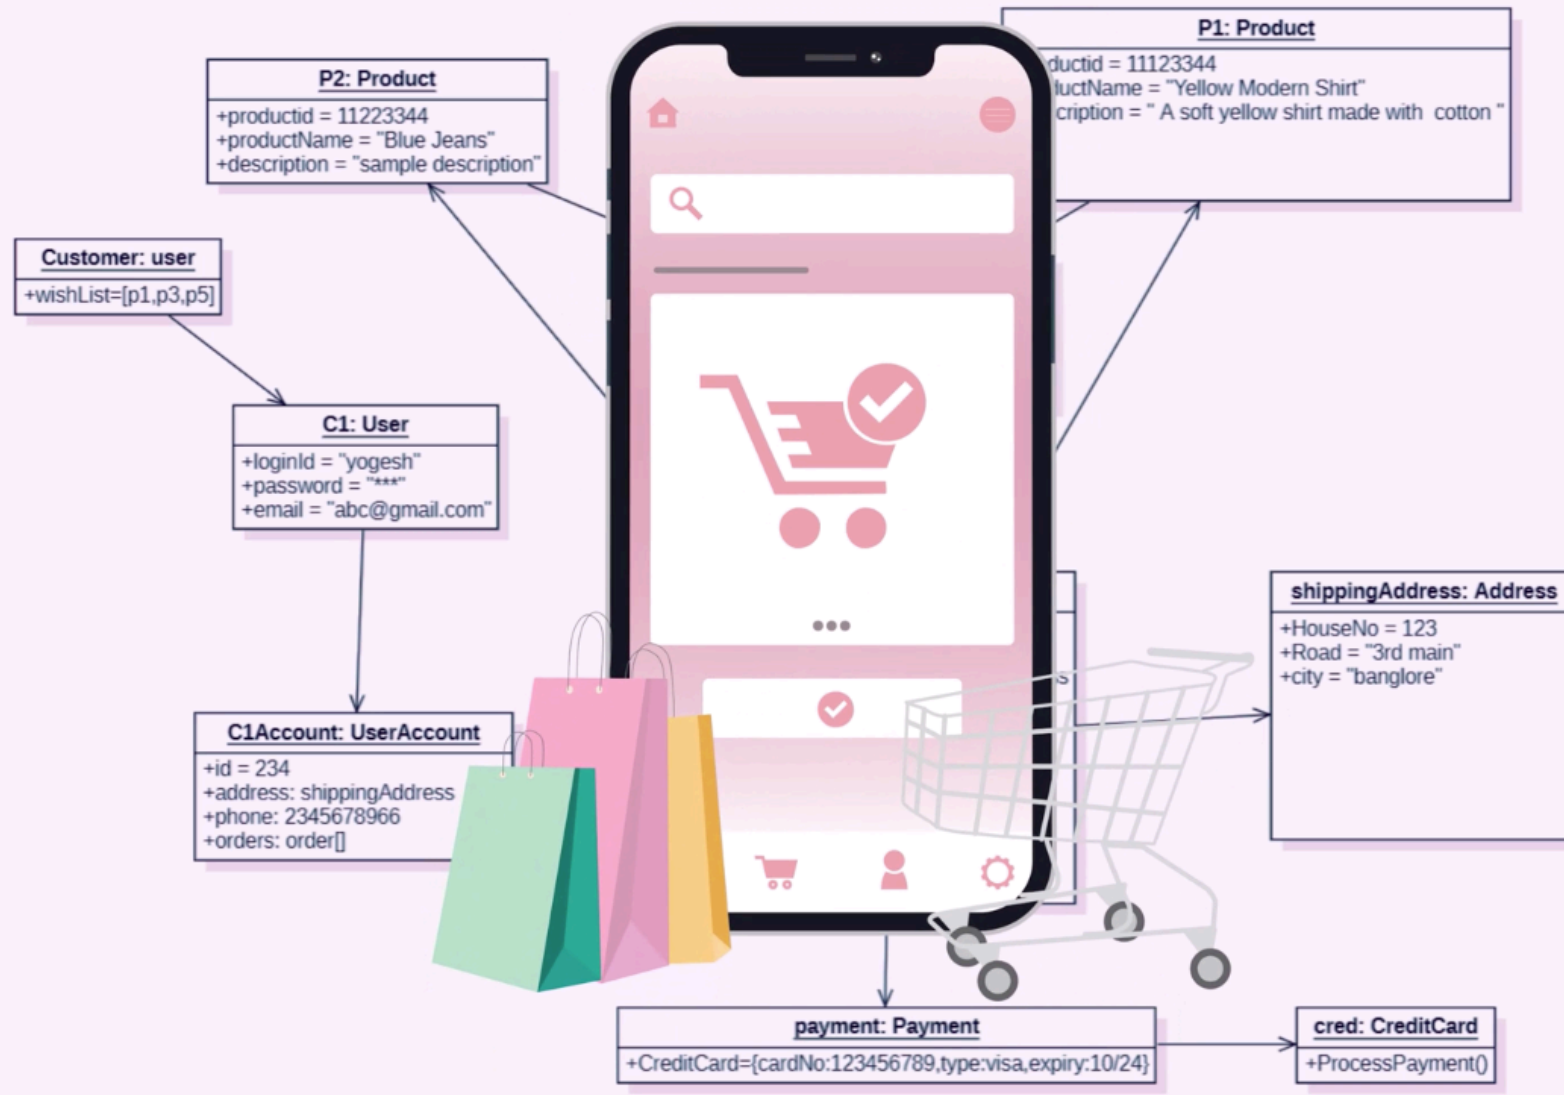 P1: Product
ductid = 11123344
ductName = "Yellow Modern Shirt"
cription = " A soft yellow shirt made with  cotton "
P2: Product
+productid = 11223344
+productName = "Blue Jeans"
+description = "sample description"
Customer: user
+wishList=[p1,p3,p5]
C1: User
+loginId = "yogesh"
+password = "***"
+email = "abc@gmail.com"
shippingAddress: Address
+HouseNo = 123
+Road = "3rd main"
+city = "banglore"
C1Account: UserAccount
+id = 234
+address: shippingAddress
+phone: 2345678966
+orders: order[]
payment: Payment
+CreditCard={cardNo:123456789,type:visa,expiry:10/24}
cred: CreditCard
+ProcessPayment()